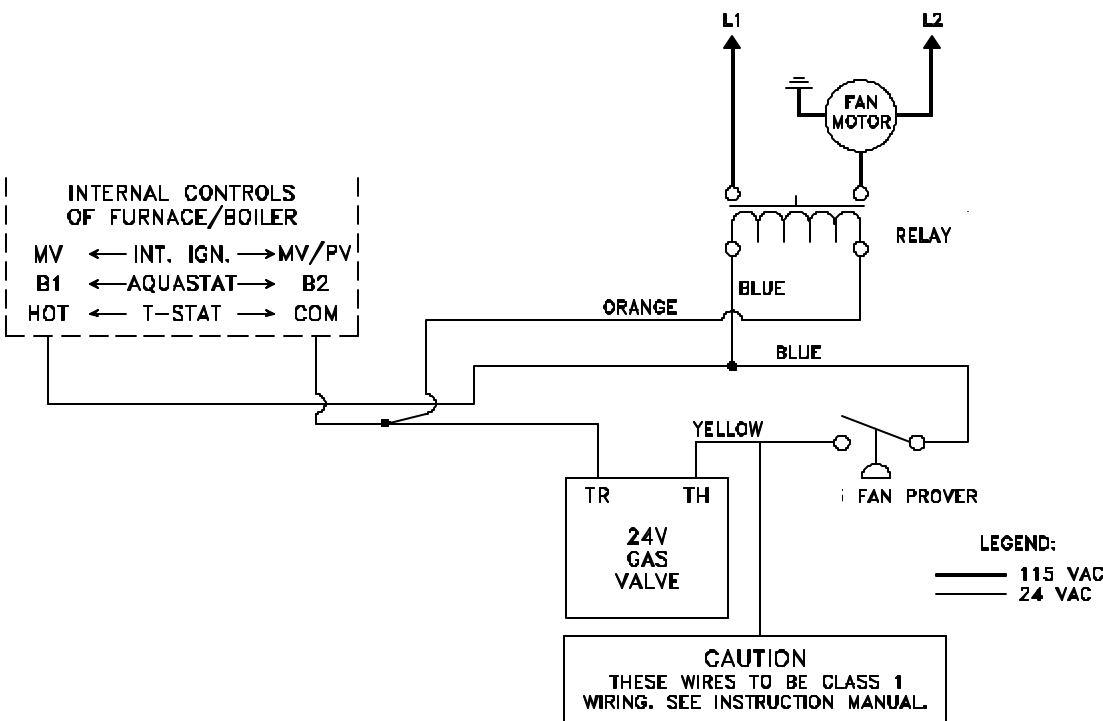 L1
L2
FAN
MOTOR
INTERNAL CONTROLS
OF FURNACE/BOILER
MV ← INT. IGN. → MV/PV
B1 ← AQUASTAT → B2
HOT ← T-STAT → COM
RELAY
BLUE
ORANGE
BLUE
YELLOW
TR TH
24V
GAS
VALVE
FAN PROVER
LEGEND:
115 VAC
24 VAC
CAUTION
THESE WIRES TO BE CLASS 1
WIRING. SEE INSTRUCTION MANUAL.